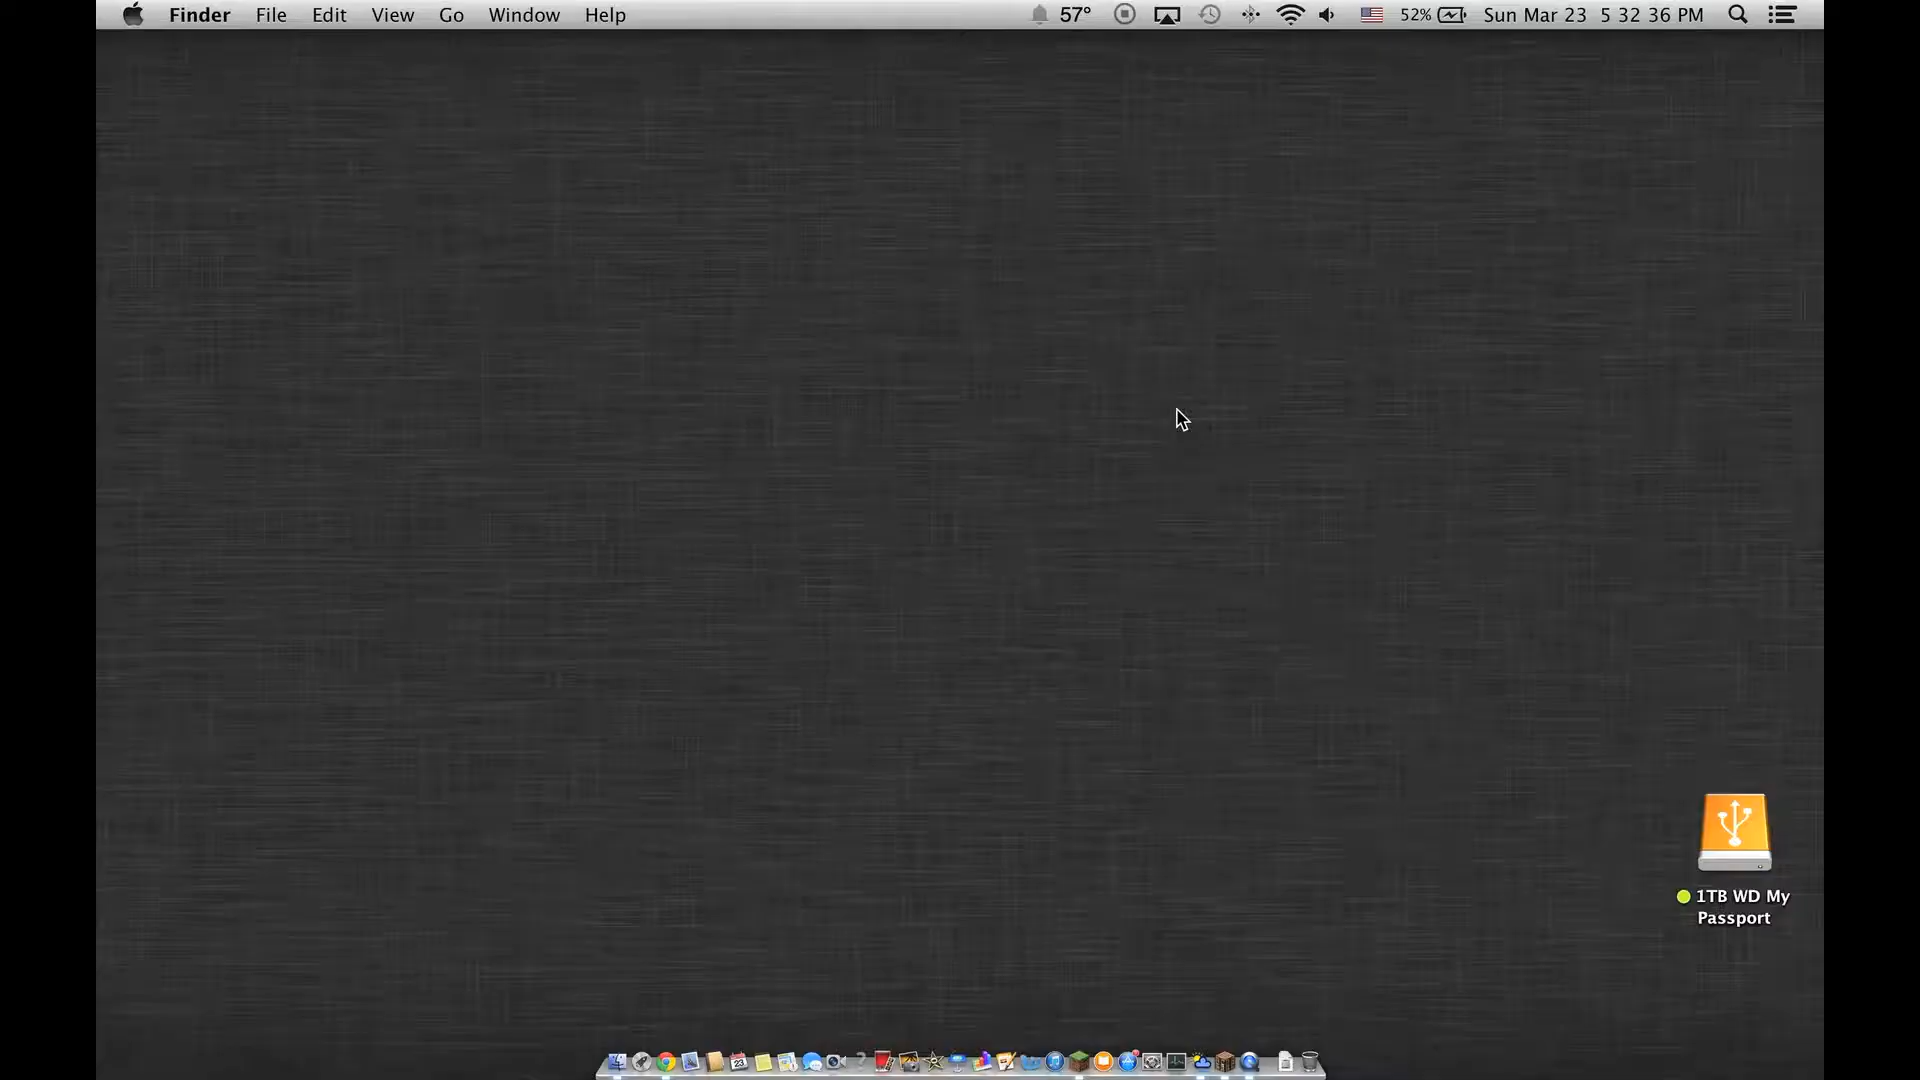 Finder File Edit View Go Window Help 57° 52% Sun Mar 23 5 32 36 PM
1TB WD My
Passport
23